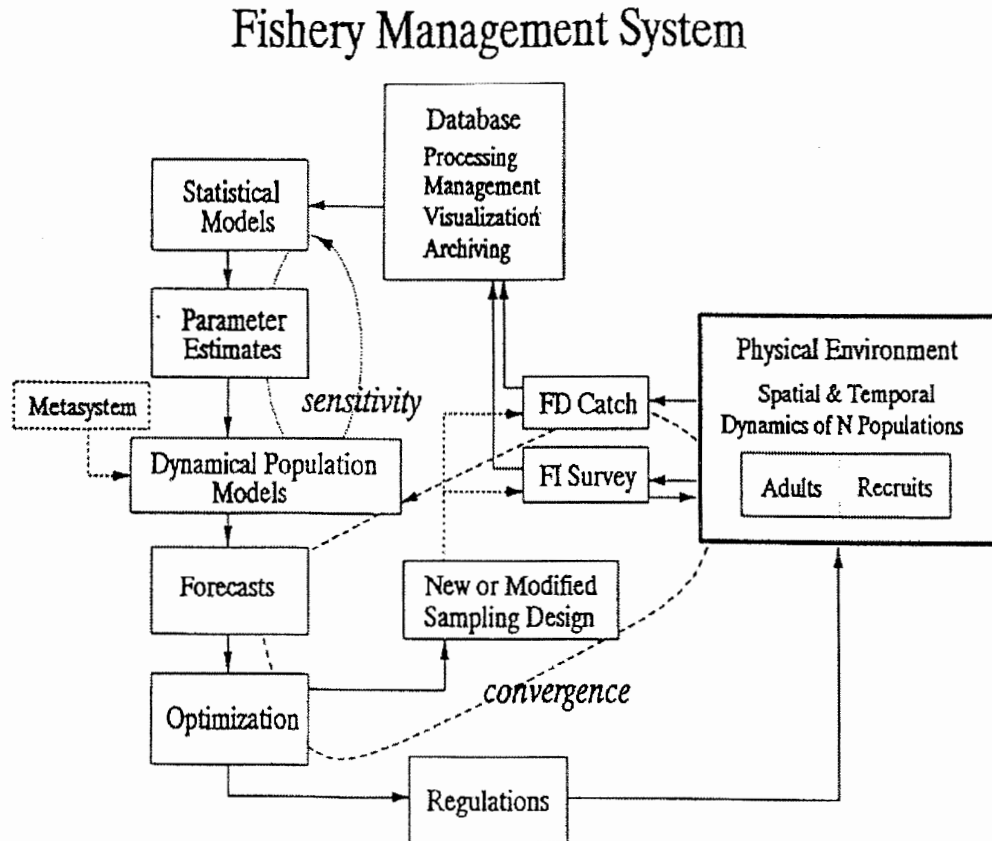 Fishery Management System
Database
Processing
Management
Visualization
Archiving
Statistical
Models
Parameter
Estimates
sensitivity
Metasystem
Dynamical Population
Models
FD Catch
FI Survey
Physical Environment
Spatial & Temporal
Dynamics of N Populations
Adults
Recruits
Forecasts
New or Modified
Sampling Design
Optimization
convergence
Regulations